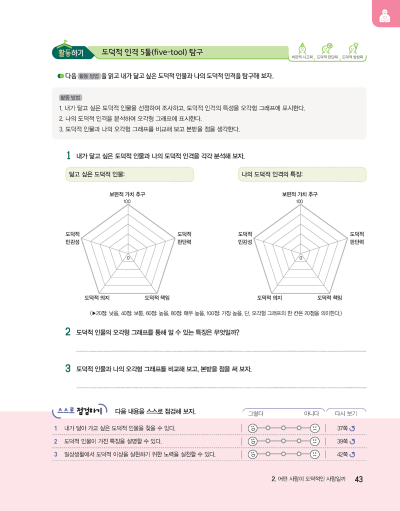 활동하기
도덕적 인격 5툴(five-tool) 탐구
비판적 사고력 도덕적 판단력 도덕적 상상력
다음 활동 방법 을 읽고 내가 닮고 싶은 도덕적 인물과 나의 도덕적 인격을 탐구해 보자.
활동 방법
1. 내가 닮고 싶은 도덕적 인물을 선정하여 조사하고, 도덕적 인격의 특성을 오각형 그래프에 표시한다.
2. 나의 도덕적 인격을 분석하여 오각형 그래프에 표시한다.
3. 도덕적 인물과 나의 오각형 그래프를 비교해 보고 본받을 점을 생각한다.
1 내가 닮고 싶은 도덕적 인물과 나의 도덕적 인격을 각각 분석해 보자.
닮고 싶은 도덕적 인물: 나의 도덕적 인격의 특징:
보편적 가치 추구 보편적 가치 추구
100 100
도덕적 도덕적 도덕적 도덕적
민감성 판단력 민감성 판단력
0 0
도덕적 의지 도덕적 책임 도덕적 의지 도덕적 책임
(▶20점: 낮음, 40점: 보통, 60점: 높음, 80점: 매우 높음, 100점: 가장 높음, 단, 오각형 그래프의 한 칸은 20점을 의미한다.)
2 도덕적 인물의 오각형 그래프를 통해 알 수 있는 특징은 무엇일까?
3 도덕적 인물과 나의 오각형 그래프를 비교해 보고, 본받을 점을 써 보자.
스스로 점검하기 다음 내용을 스스로 점검해 보자. 그렇다 아니다 다시 보기
1 내가 닮아 가고 싶은 도덕적 인물을 찾을 수 있다. 37쪽
2 도덕적 인물이 가진 특징을 설명할 수 있다. 39쪽
3 일상생활에서 도덕적 이상을 실현하기 위한 노력을 실천할 수 있다. 42쪽
2. 어떤 사람이 도덕적인 사람일까 43